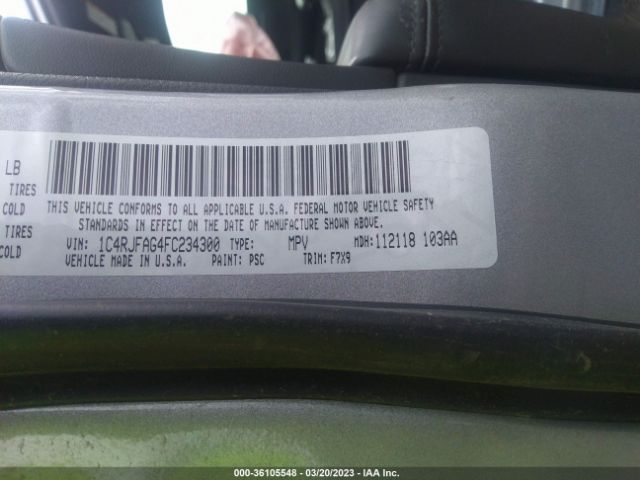 LB
TIRES
COLD
TIRES
COLD
THIS VEHICLE CONFORMS TO ALL APPLICABLE U.S.A. FEDERAL MOTOR VEHICLE SAFETY
STANDARDS IN EFFECT ON THE DATE OF MANUFACTURE SHOWN ABOVE.
VIN: 1C4RJFAG4FC234300 TYPE: MPV MDH: 112118 103AA
VEHICLE MADE IN U.S.A. PAINT: PSC TRIM: F7X9
000-36105548 - 03/20/2023 - IAA Inc.